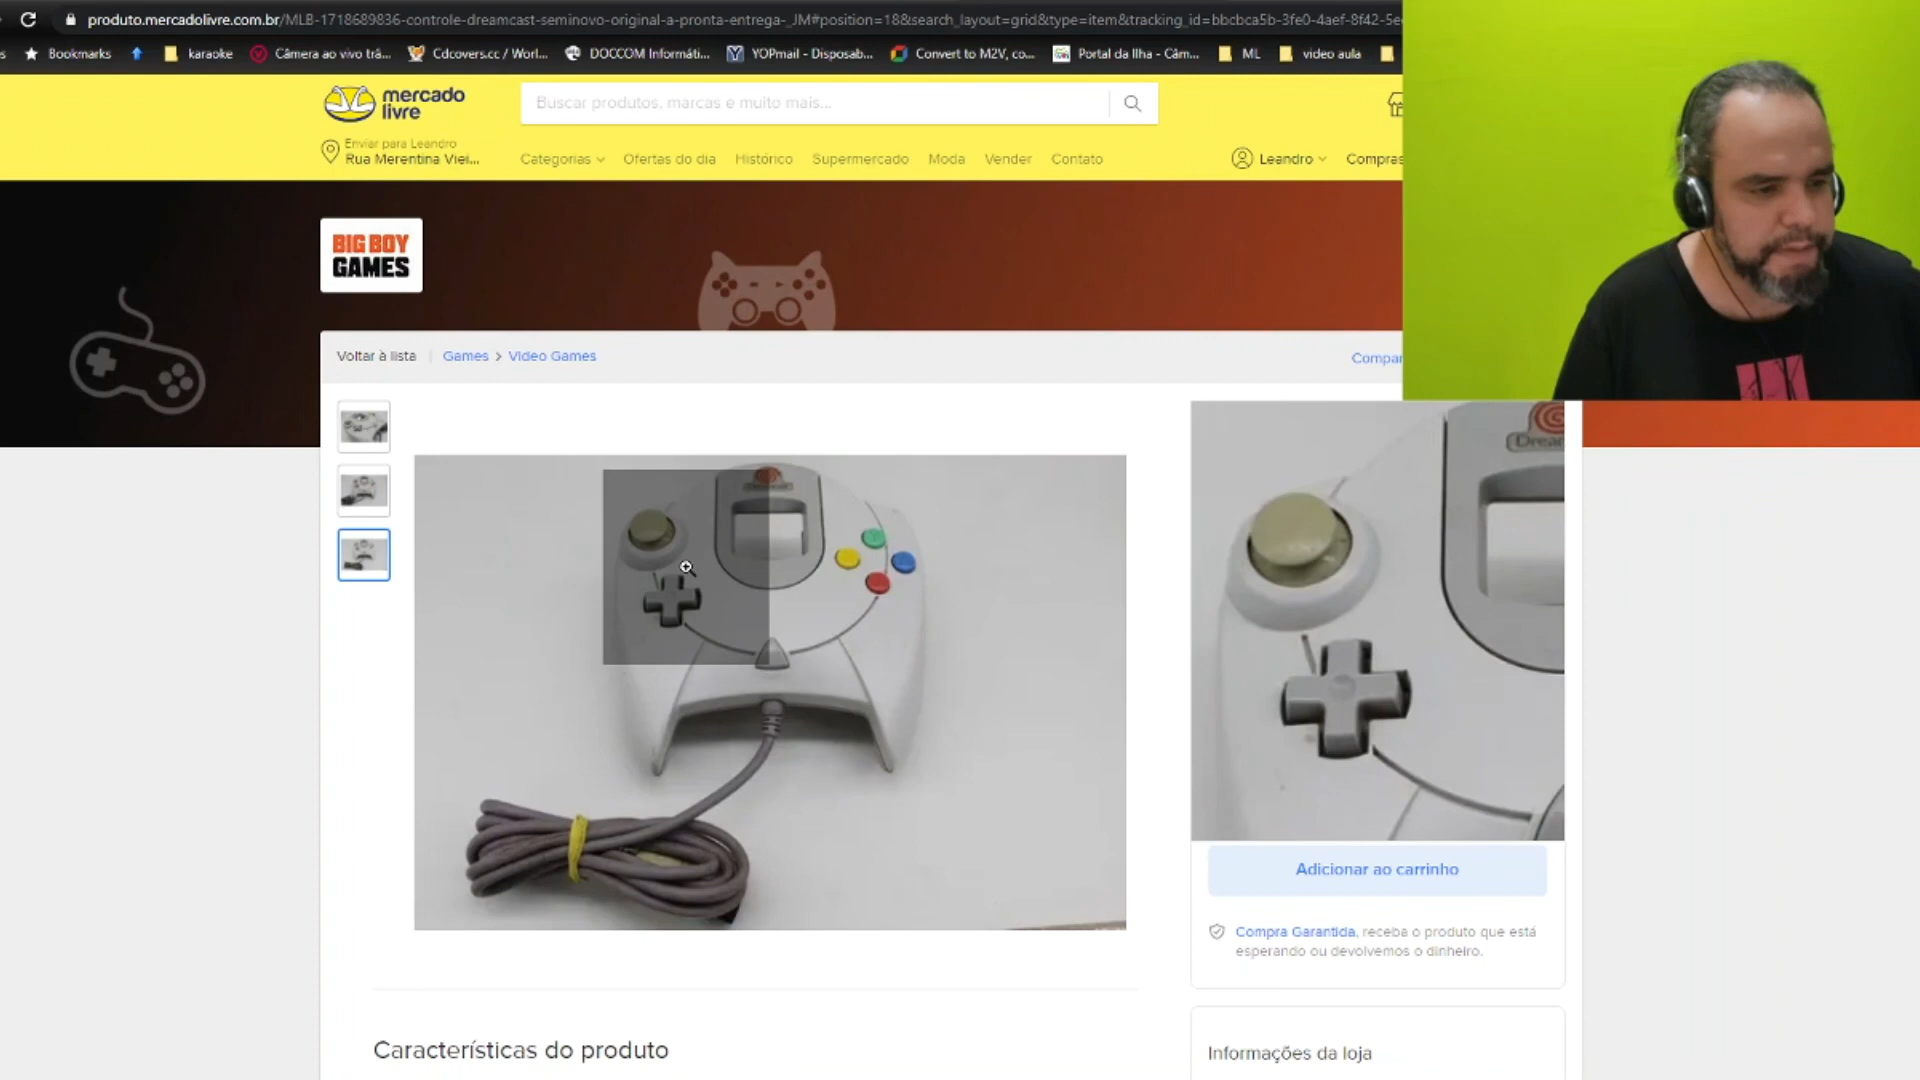 produto.mercadolivre.com.br/MLB-1718689836-controle-dreamcast-seminovo-original-a-pronta-entrega-_JM#position=18&search_layout=grid&type=item&tracking_id=bbcbca5b-3fe0-4aef-8f42-5e
Bookmarks karaoke Câmera ao vivo trâ... Cdcovers.cc / Worl... DOCCOM Informáti... YOPmail - Disposab... Convert to M2V, co... Portal da Ilha - Câm... ML video aula
mercado
livre
Buscar produtos, marcas e muito mais...
Enviar para Leandro
Rua Merentina Viei...
Categorias Ofertas do dia Histórico Supermercado Moda Vender Contato Leandro Compras
BIG BOY
GAMES
Voltar à lista Games > Video Games Compar
Adicionar ao carrinho
Compra Garantida, receba o produto que está
esperando ou devolvemos o dinheiro.
Características do produto
Informações da loja